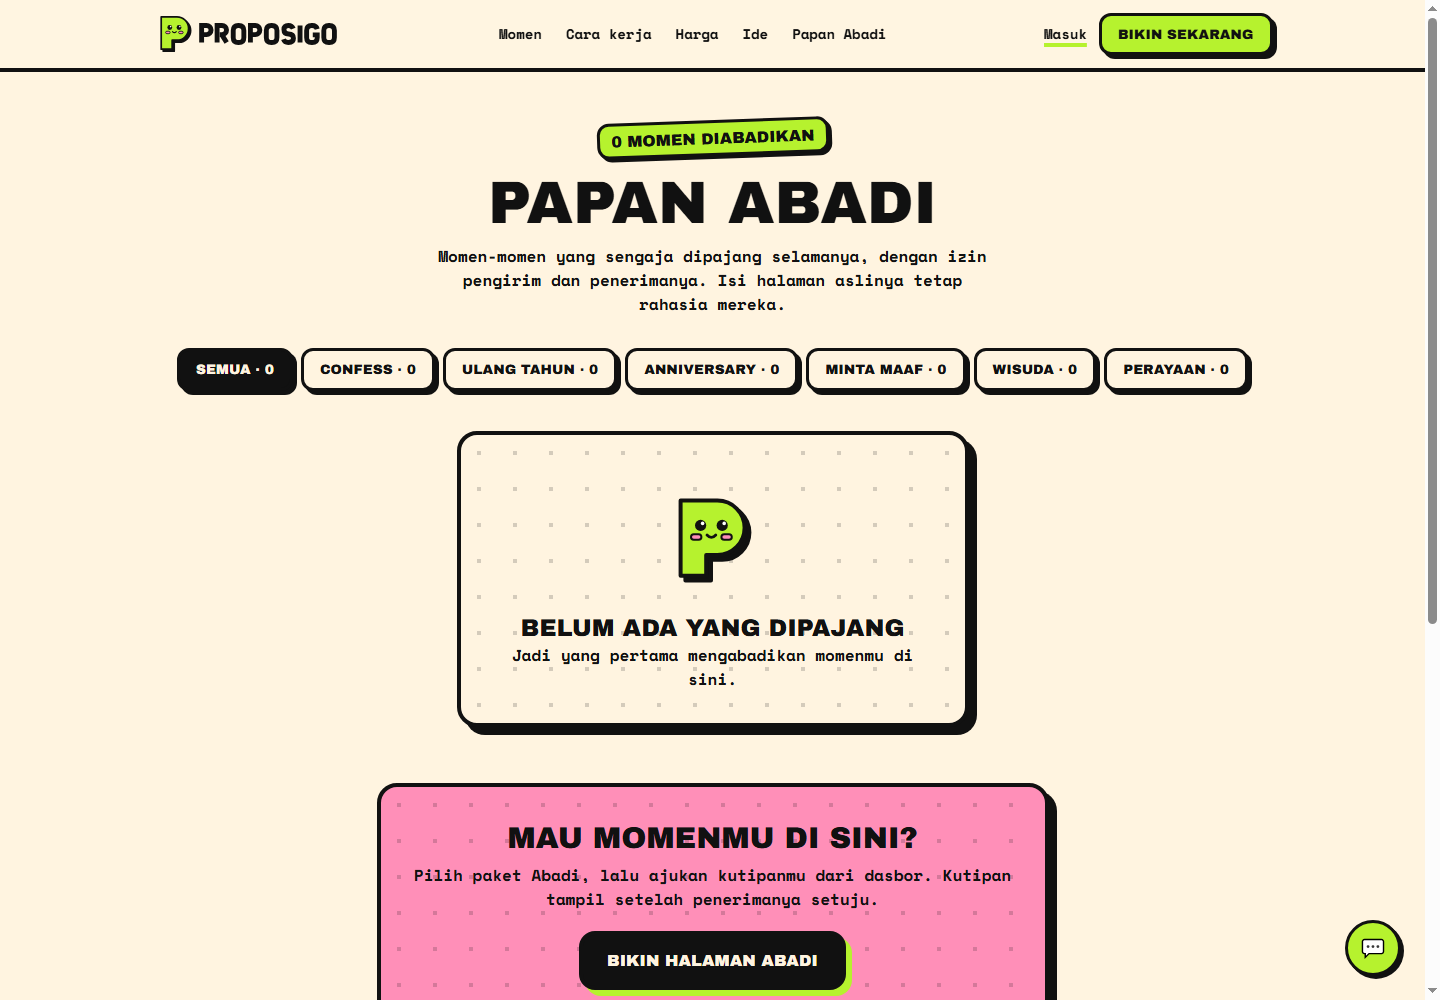 PROPOSIGO
Momen Cara kerja Harga Ide Papan Abadi Masuk BIKIN SEKARANG
0 MOMEN DIABADIKAN
PAPAN ABADI
Momen-momen yang sengaja dipajang selamanya, dengan izin
pengirim dan penerimanya. Isi halaman aslinya tetap
rahasia mereka.
SEMUA · 0 CONFESS · 0 ULANG TAHUN · 0 ANNIVERSARY · 0 MINTA MAAF · 0 WISUDA · 0 PERAYAAN · 0
BELUM ADA YANG DIPAJANG
Jadi yang pertama mengabadikan momenmu di
sini.
MAU MOMENMU DI SINI?
Pilih paket Abadi, lalu ajukan kutipanmu dari dasbor. Kutipan
tampil setelah penerimanya setuju.
BIKIN HALAMAN ABADI